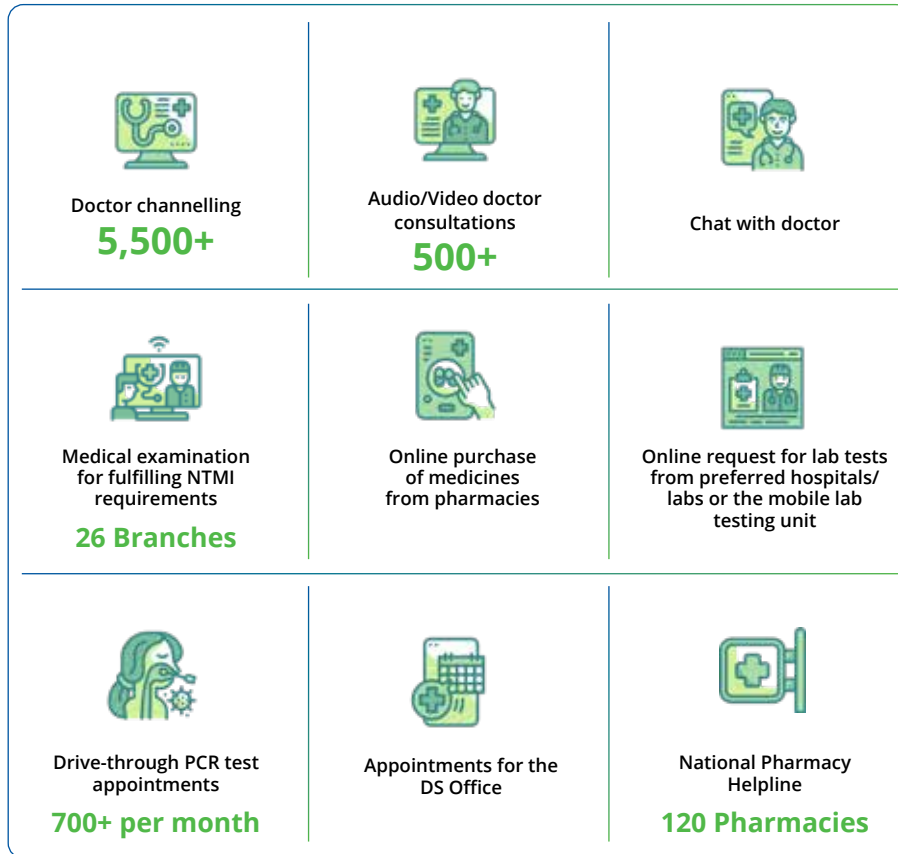 Doctor channelling
5,500+
Audio/Video doctor
consultations
500+
Chat with doctor
Medical examination
for fulfilling NTMI
requirements
26 Branches
Online purchase
of medicines
from pharmacies
Online request for lab tests
from preferred hospitals/
labs or the mobile lab
testing unit
Drive-through PCR test
appointments
700+ per month
Appointments for the
DS Office
National Pharmacy
Helpline
120 Pharmacies